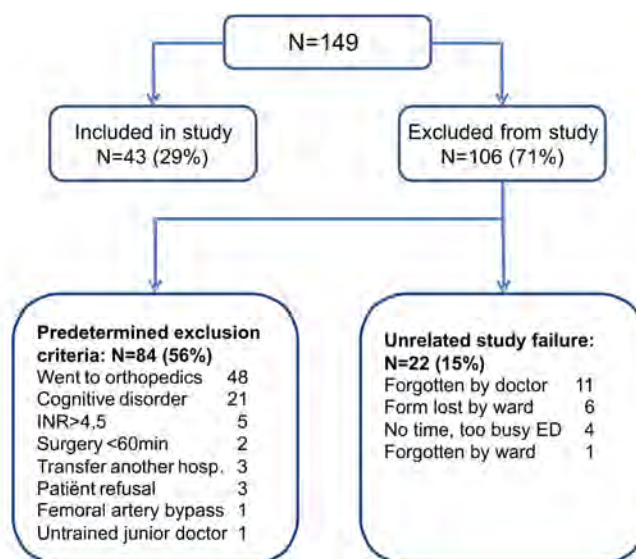 N=149
Included in study
N=43 (29%)
Excluded from study
N=106 (71%)
Predetermined exclusion
criteria: N=84 (56%)
Went to orthopedics 48
Cognitive disorder 21
INR>4,5 5
Surgery <60min 2
Transfer another hosp. 3
Patiënt refusal 3
Femoral artery bypass 1
Untrained junior doctor 1
Unrelated study failure:
N=22 (15%)
Forgotten by doctor 11
Form lost by ward 6
No time, too busy ED 4
Forgotten by ward 1